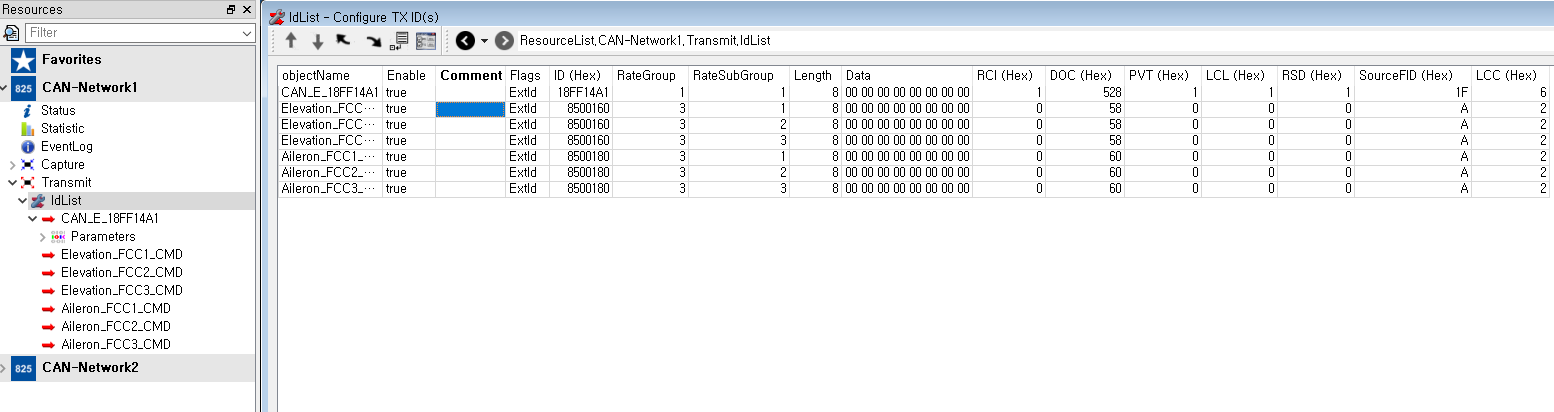 Resources
Filter
Favorites
825 CAN-Network1
Status
Statistic
EventLog
Capture
Transmit
IdList
CAN_E_18FF14A1
Parameters
Elevation_FCC1_CMD
Elevation_FCC2_CMD
Elevation_FCC3_CMD
Aileron_FCC1_CMD
Aileron_FCC2_CMD
Aileron_FCC3_CMD
825 CAN-Network2
IdList - Configure TX ID(s)
ResourceList.CAN-Network1.Transmit.IdList
objectName Enable Comment Flags ID (Hex) RateGroup RateSubGroup Length Data RCI (Hex) DOC (Hex) PVT (Hex) LCL (Hex) RSD (Hex) SourceFID (Hex) LCC (Hex)
CAN_E_18FF14A1 true ExtId 18FF14A1 1 1 8 00 00 00 00 00 00 00 00 1 528 1 1 1 1F 6
Elevation_FCC··· true ExtId 8500160 3 1 8 00 00 00 00 00 00 00 00 0 58 0 0 0 A 2
Elevation_FCC··· true ExtId 8500160 3 2 8 00 00 00 00 00 00 00 00 0 58 0 0 0 A 2
Elevation_FCC··· true ExtId 8500160 3 3 8 00 00 00 00 00 00 00 00 0 58 0 0 0 A 2
Aileron_FCC1_··· true ExtId 8500180 3 1 8 00 00 00 00 00 00 00 00 0 60 0 0 0 A 2
Aileron_FCC2_··· true ExtId 8500180 3 2 8 00 00 00 00 00 00 00 00 0 60 0 0 0 A 2
Aileron_FCC3_··· true ExtId 8500180 3 3 8 00 00 00 00 00 00 00 00 0 60 0 0 0 A 2